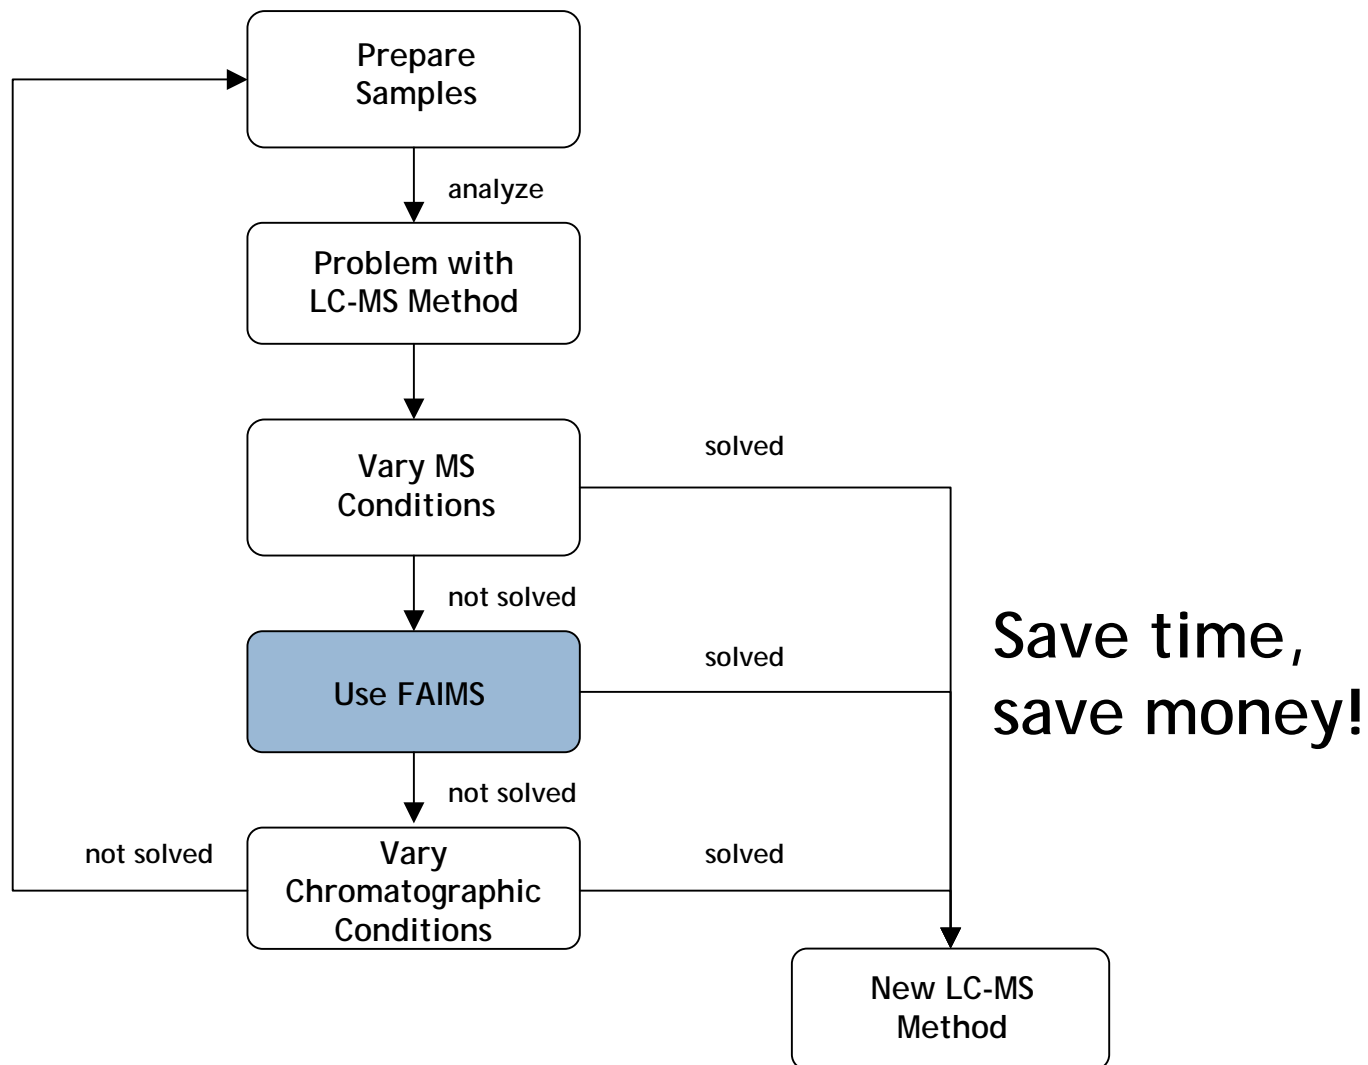 Prepare
Samples
analyze
Problem with
LC-MS Method
Vary MS
Conditions
solved
not solved
Use FAIMS
solved
Save time,
save money!
not solved
not solved
Vary
Chromatographic
Conditions
solved
New LC-MS
Method